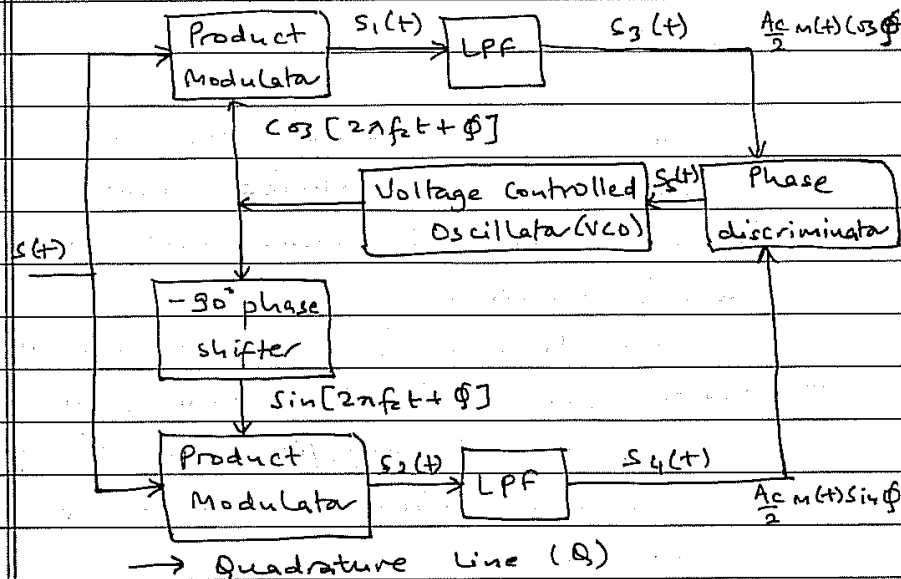 Product
Modulator
S₁(t)
LPF
S₃(t)
Ac/2 m(t) Cos ϕ
Cos [2πfct + ϕ]
Voltage controlled
Oscillator (VCO)
S₅(t)
Phase
discriminator
S(t)
-90° phase
shifter
Sin[2πfct + ϕ]
Product
Modulator
S₂(t)
LPF
S₄(t)
Ac/2 m(t) Sin ϕ
→ Quadrature Line (Q)